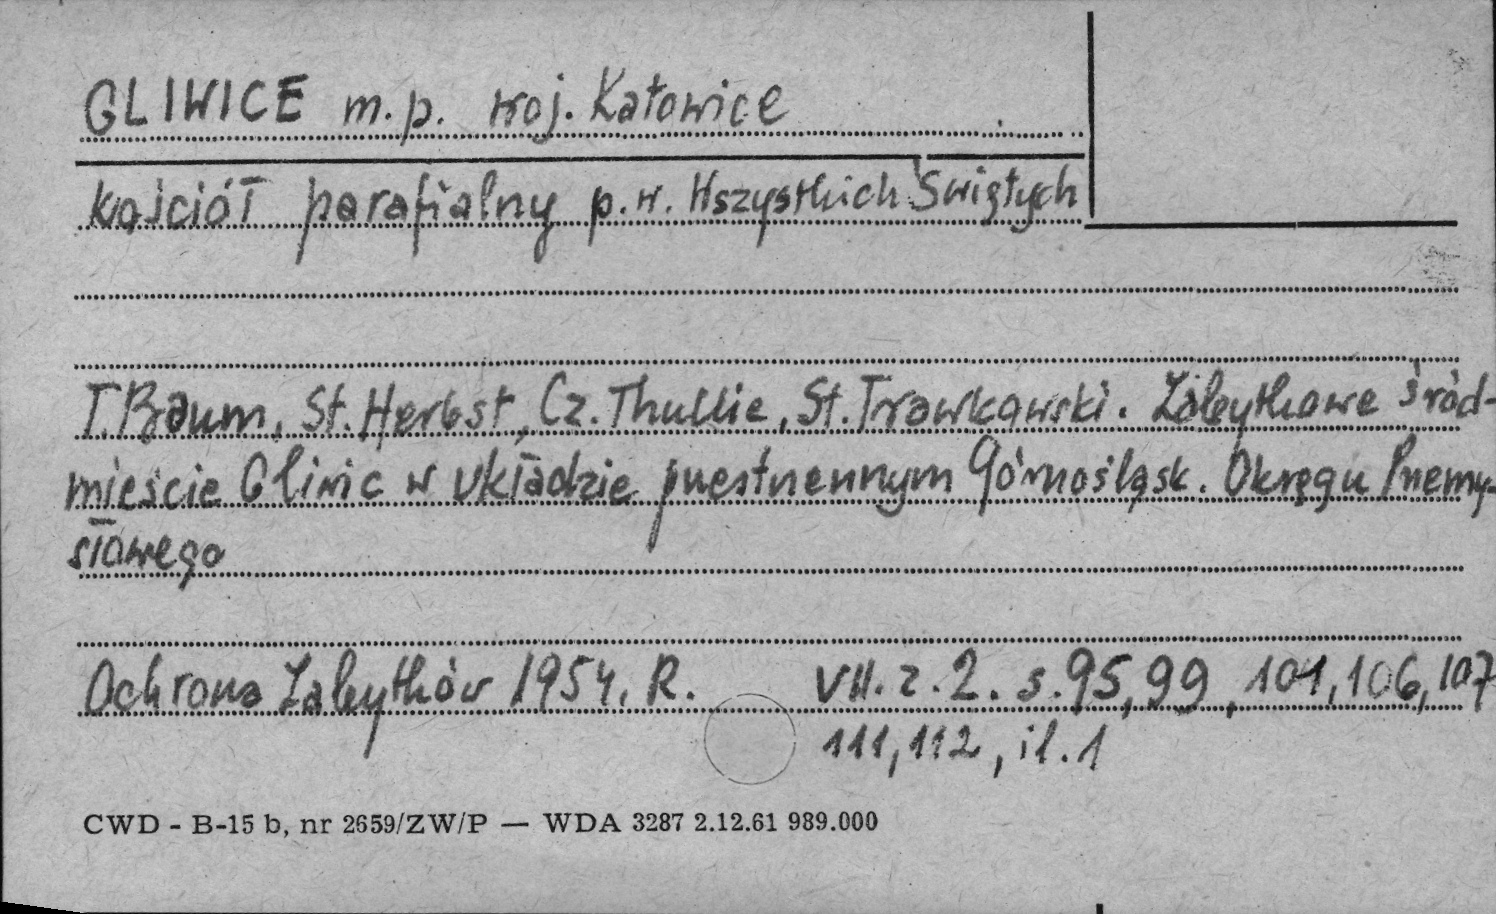 GLIWICE m.p. woj. Katowice
kościół parafialny p.w. Wszystkich Świętych
T. Baum, St. Herbst, Cz. Thullie, St. Trawkowski. Zabytkowe śród-
mieście Gliwic w układzie przestrzennym Górnośląsk. Okręgu Przemy-
słowego
Ochrona Zabytków 1954, R. VII. z. 2. s. 95, 99, 101, 106, 107
111, 112, il. 1
CWD - B-15 b, nr 2659/ZW/P — WDA 3287 2.12.61 989.000